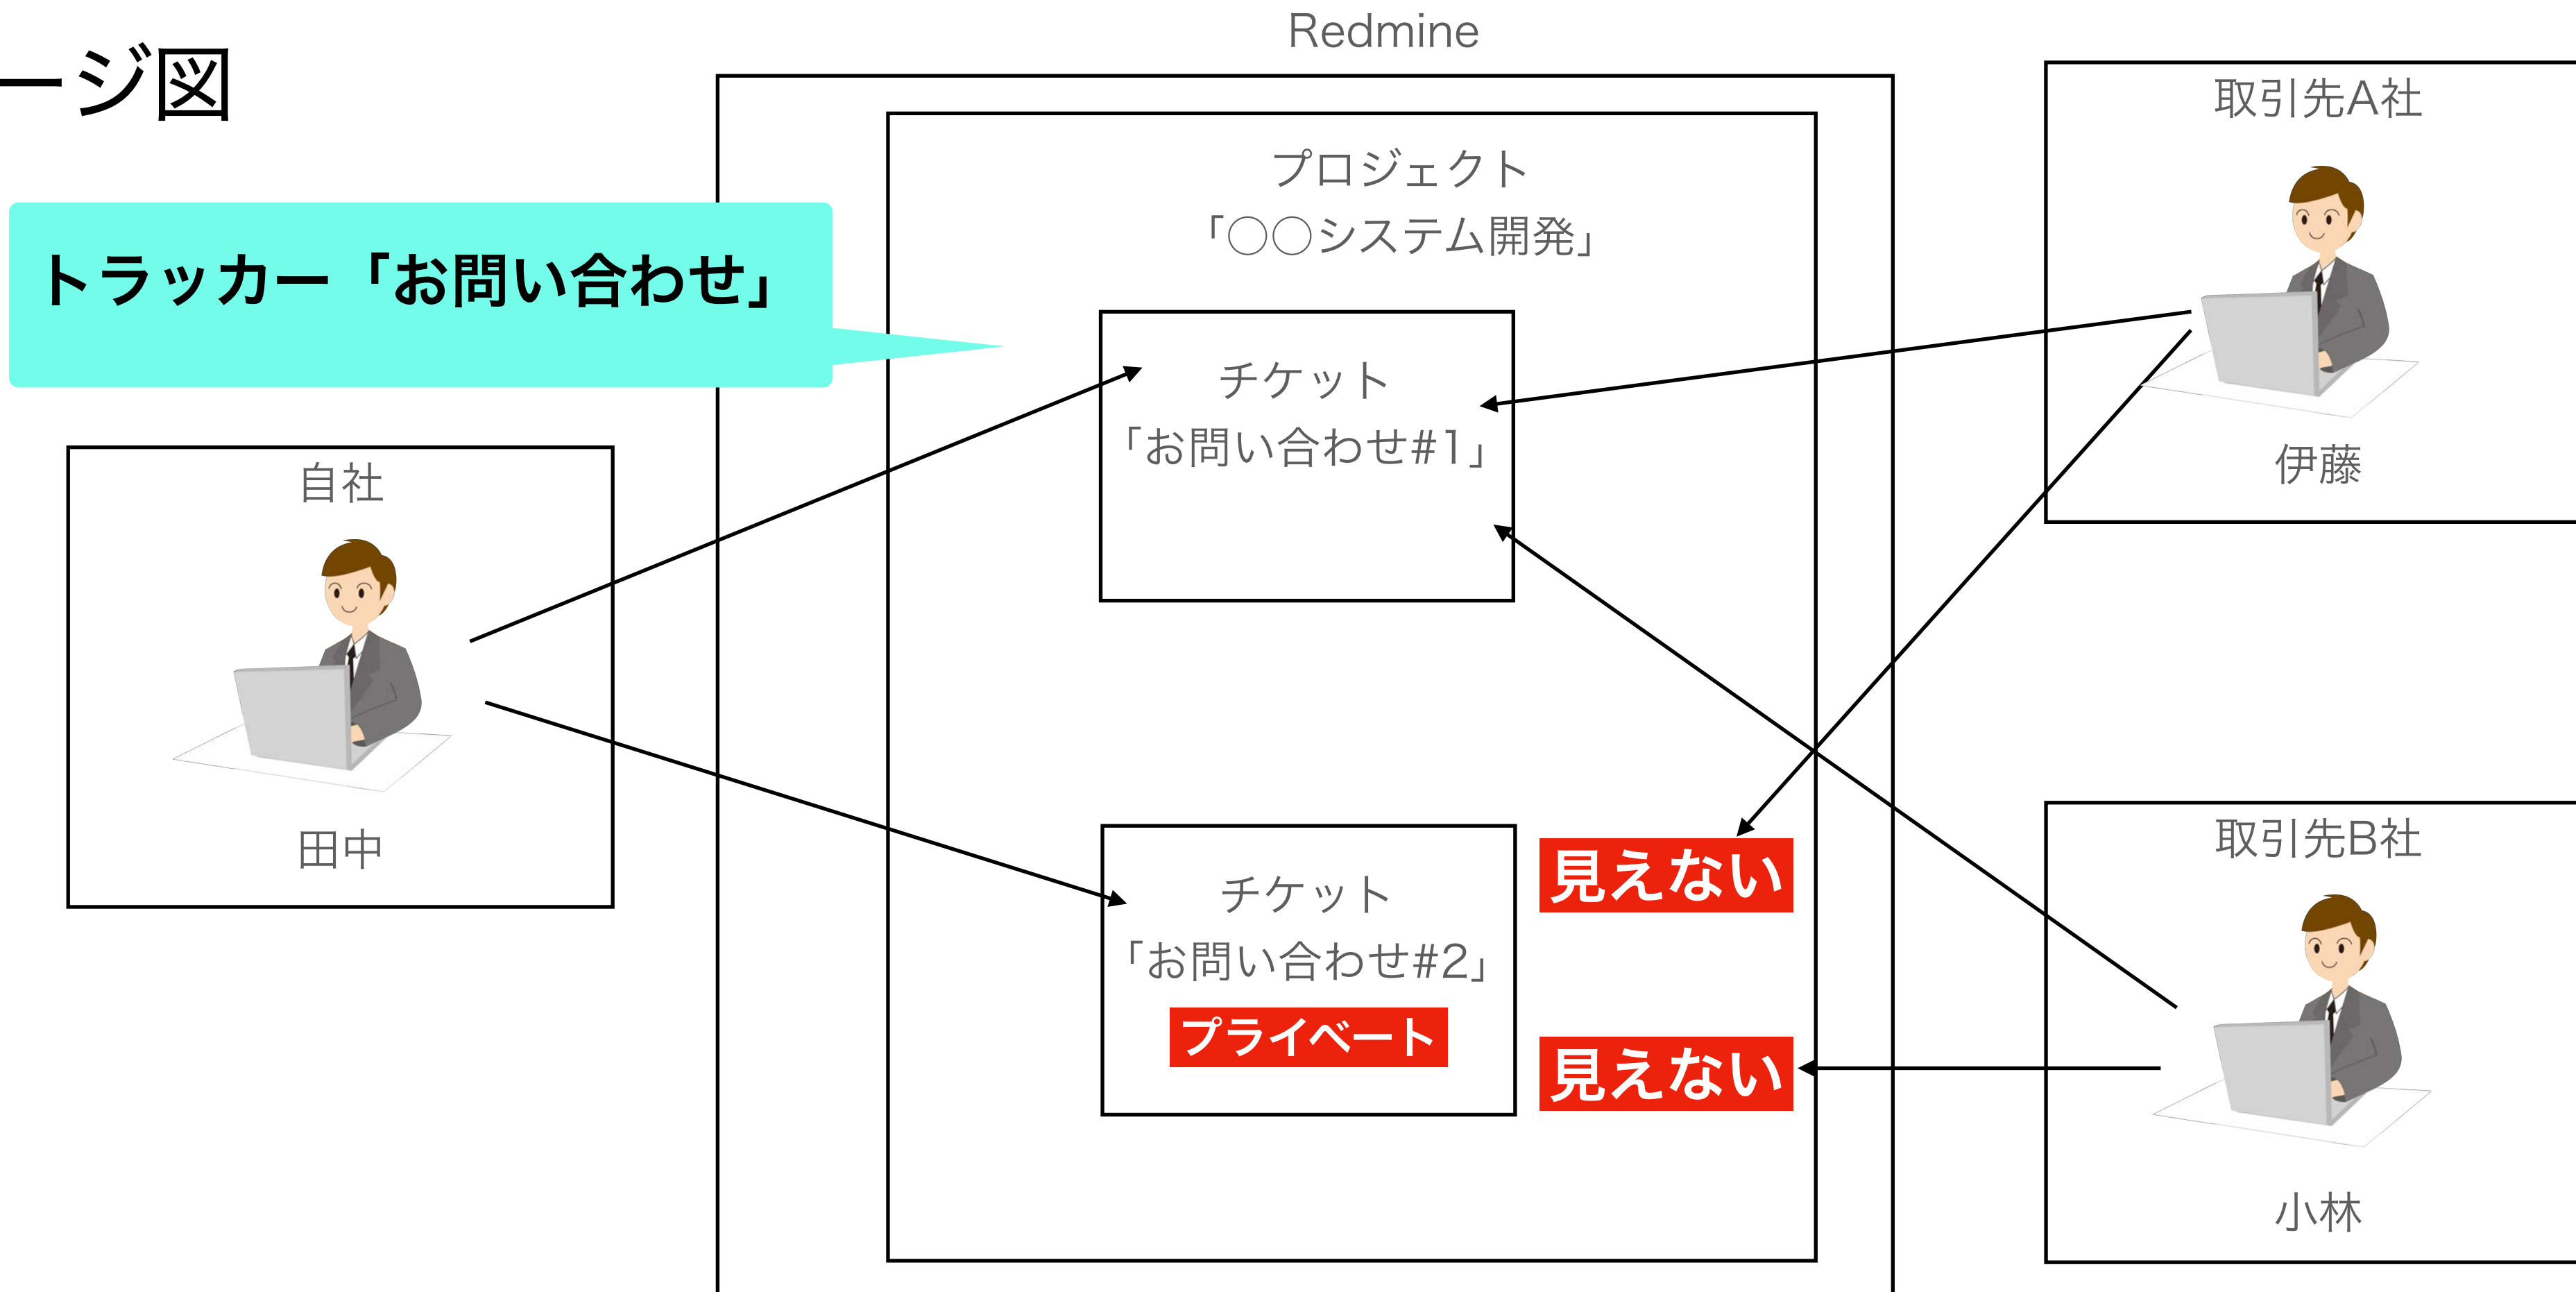 ージ図
Redmine
プロジェクト
「○○システム開発」
トラッカー「お問い合わせ」
チケット
「お問い合わせ#1」
自社
田中
チケット
「お問い合わせ#2」
プライベート
見えない
見えない
取引先A社
伊藤
取引先B社
小林